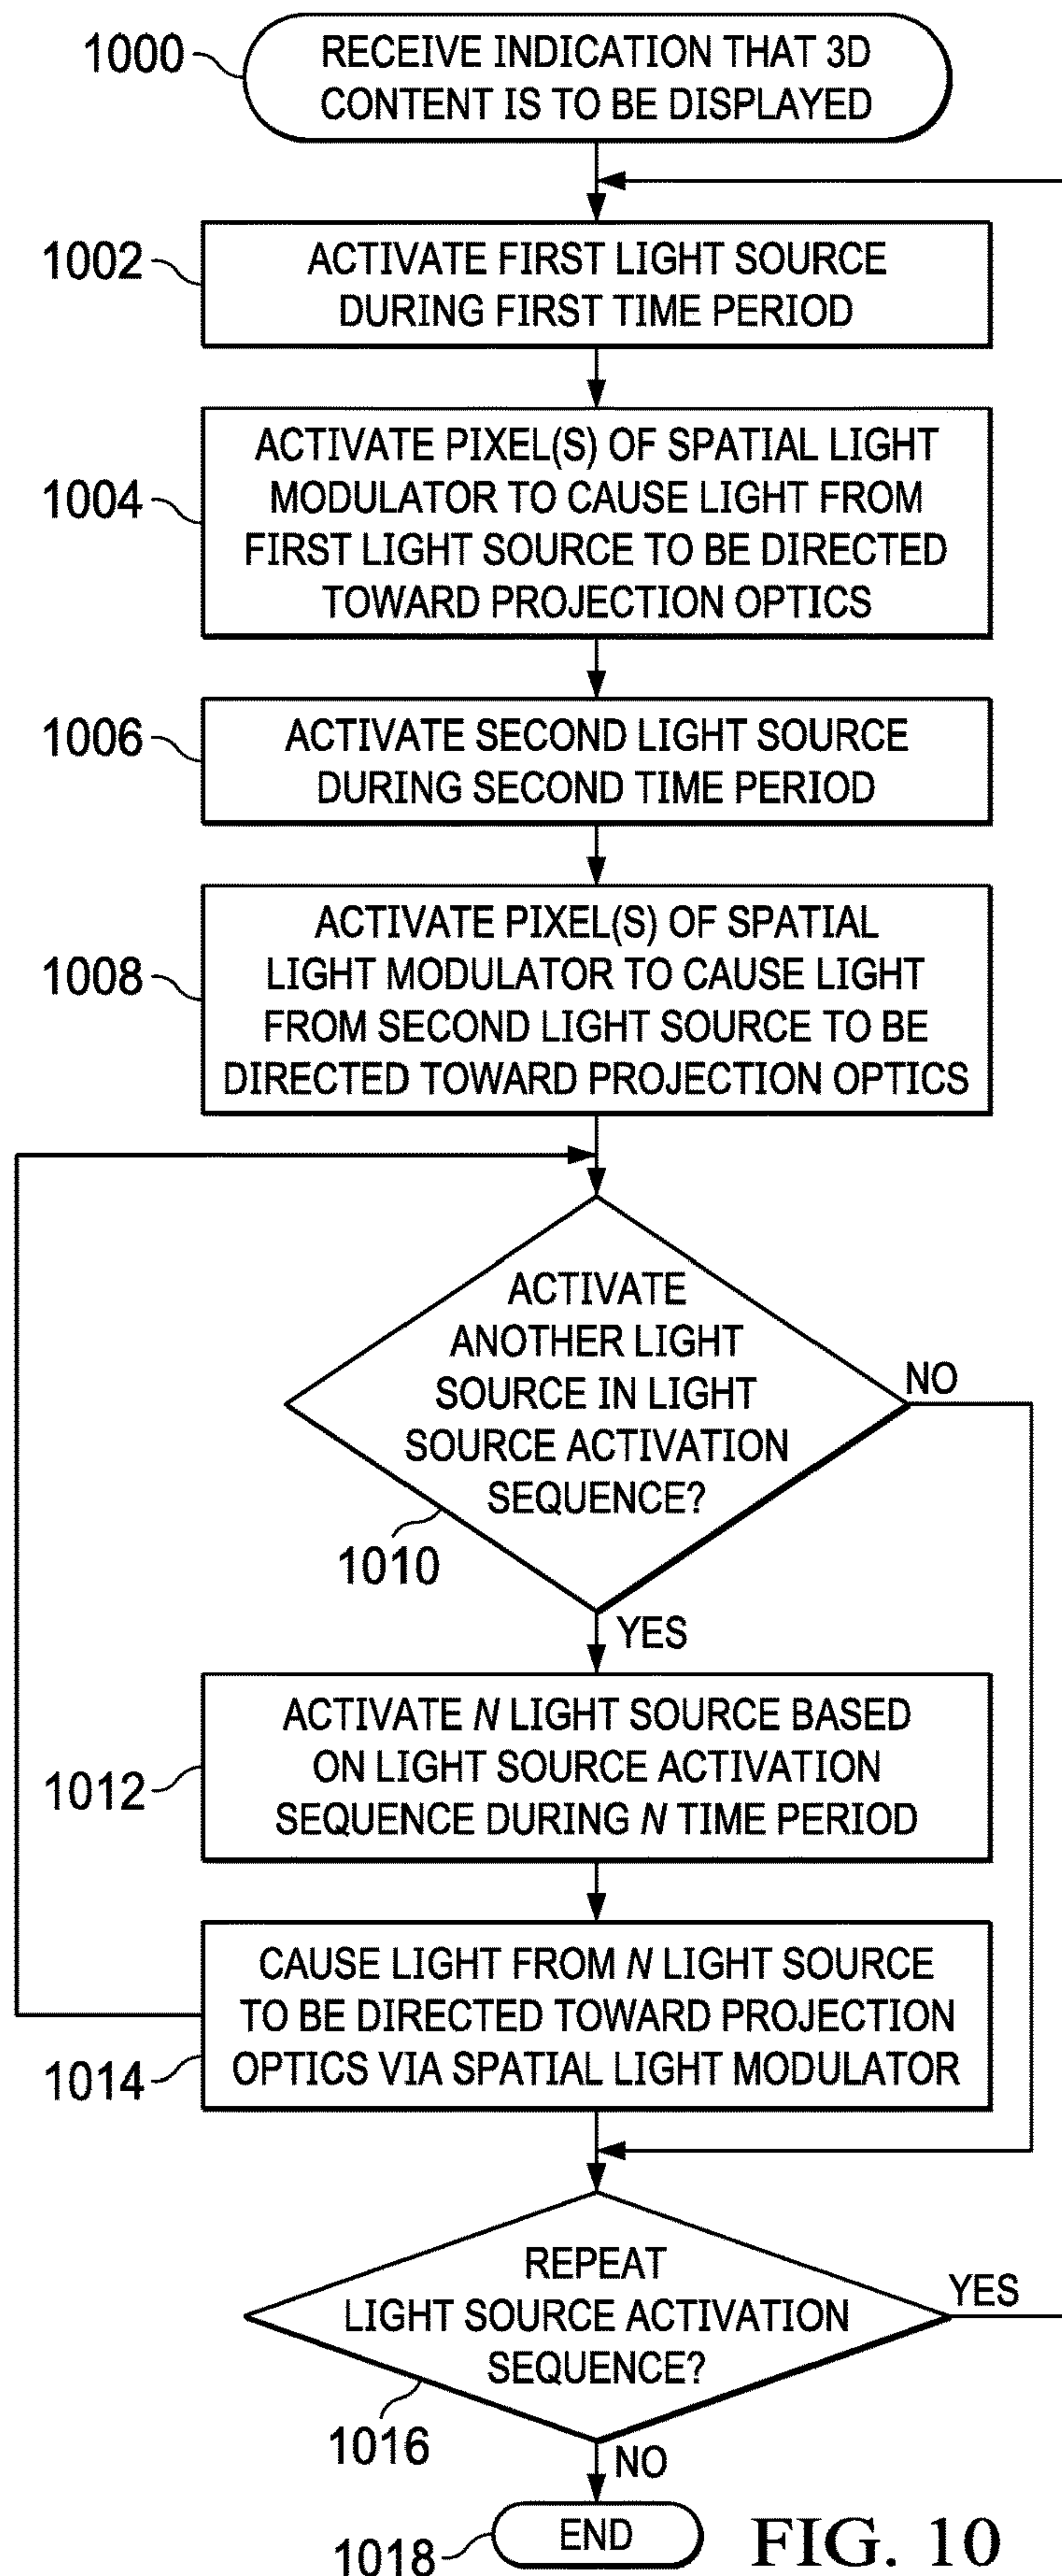 1000
RECEIVE INDICATION THAT 3D
CONTENT IS TO BE DISPLAYED
1002
ACTIVATE FIRST LIGHT SOURCE
DURING FIRST TIME PERIOD
1004
ACTIVATE PIXEL(S) OF SPATIAL LIGHT
MODULATOR TO CAUSE LIGHT FROM
FIRST LIGHT SOURCE TO BE DIRECTED
TOWARD PROJECTION OPTICS
1006
ACTIVATE SECOND LIGHT SOURCE
DURING SECOND TIME PERIOD
1008
ACTIVATE PIXEL(S) OF SPATIAL
LIGHT MODULATOR TO CAUSE LIGHT
FROM SECOND LIGHT SOURCE TO BE
DIRECTED TOWARD PROJECTION OPTICS
ACTIVATE
ANOTHER LIGHT
SOURCE IN LIGHT
SOURCE ACTIVATION
SEQUENCE?
NO
1010
YES
1012
ACTIVATE N LIGHT SOURCE BASED
ON LIGHT SOURCE ACTIVATION
SEQUENCE DURING N TIME PERIOD
1014
CAUSE LIGHT FROM N LIGHT SOURCE
TO BE DIRECTED TOWARD PROJECTION
OPTICS VIA SPATIAL LIGHT MODULATOR
REPEAT
LIGHT SOURCE ACTIVATION
SEQUENCE?
YES
1016
NO
1018
END
FIG. 10